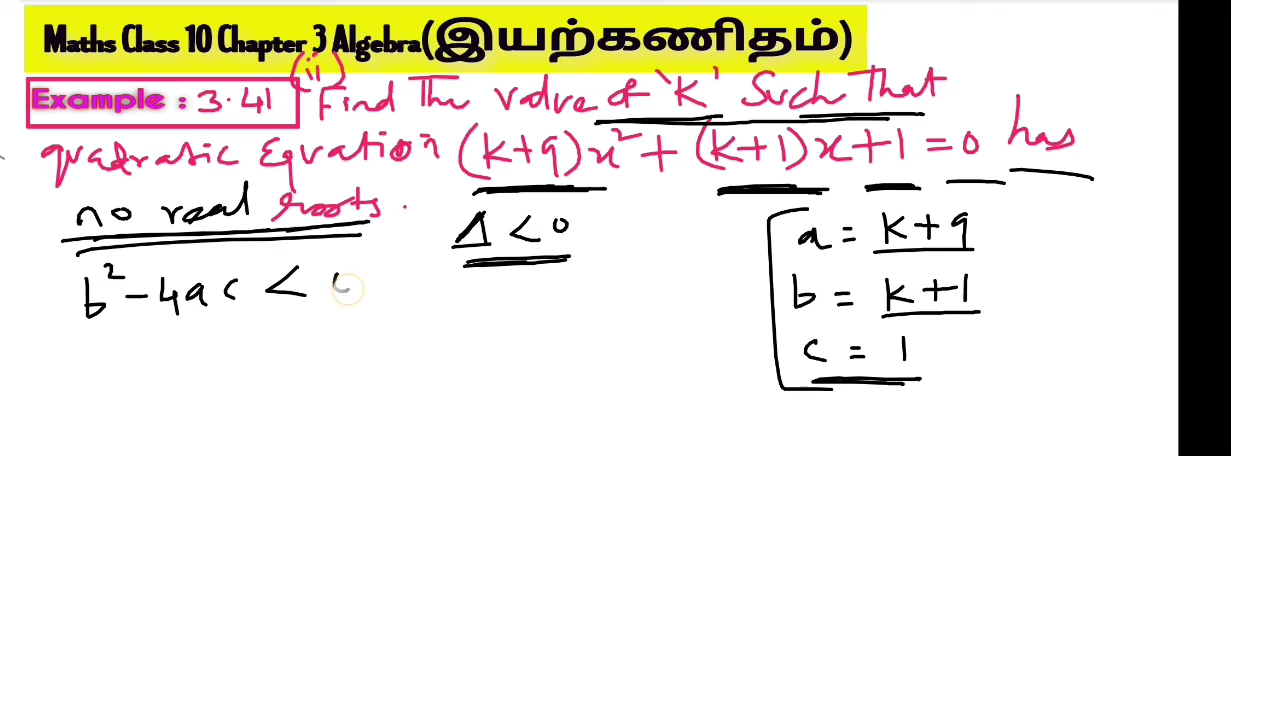 Maths Class 10 Chapter 3 Algebra(இயற்கணிதம்)
Example : 3.41 (ii) Find The value of 'K' Such That
quadratic Equation (k+9)x²+(k+1)x+1=0 has
no real roots.
Δ < 0
b²-4ac <
a = k+9
b = k+1
c = 1